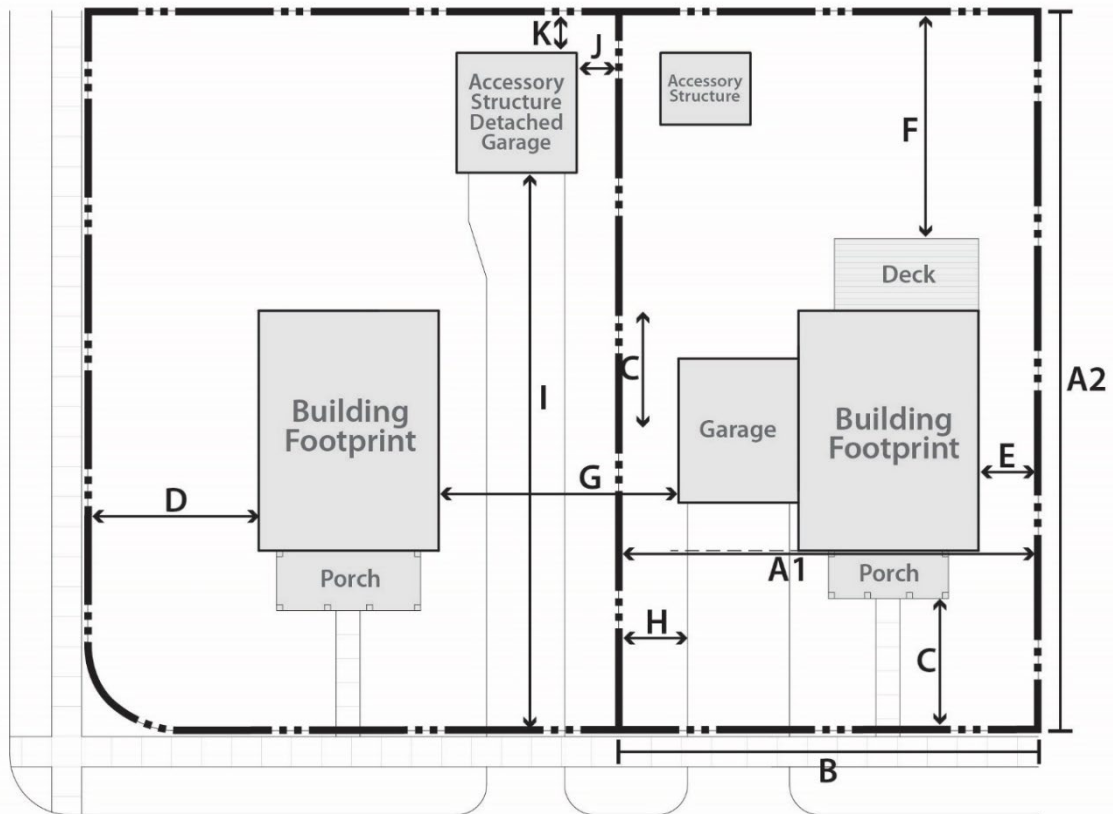 K
J
Accessory
Structure
Detached
Garage
Accessory
Structure
F
Deck
A2
C
I
Building
Footprint
Garage
Building
Footprint
E
G
D
A1
Porch
Porch
H
C
B